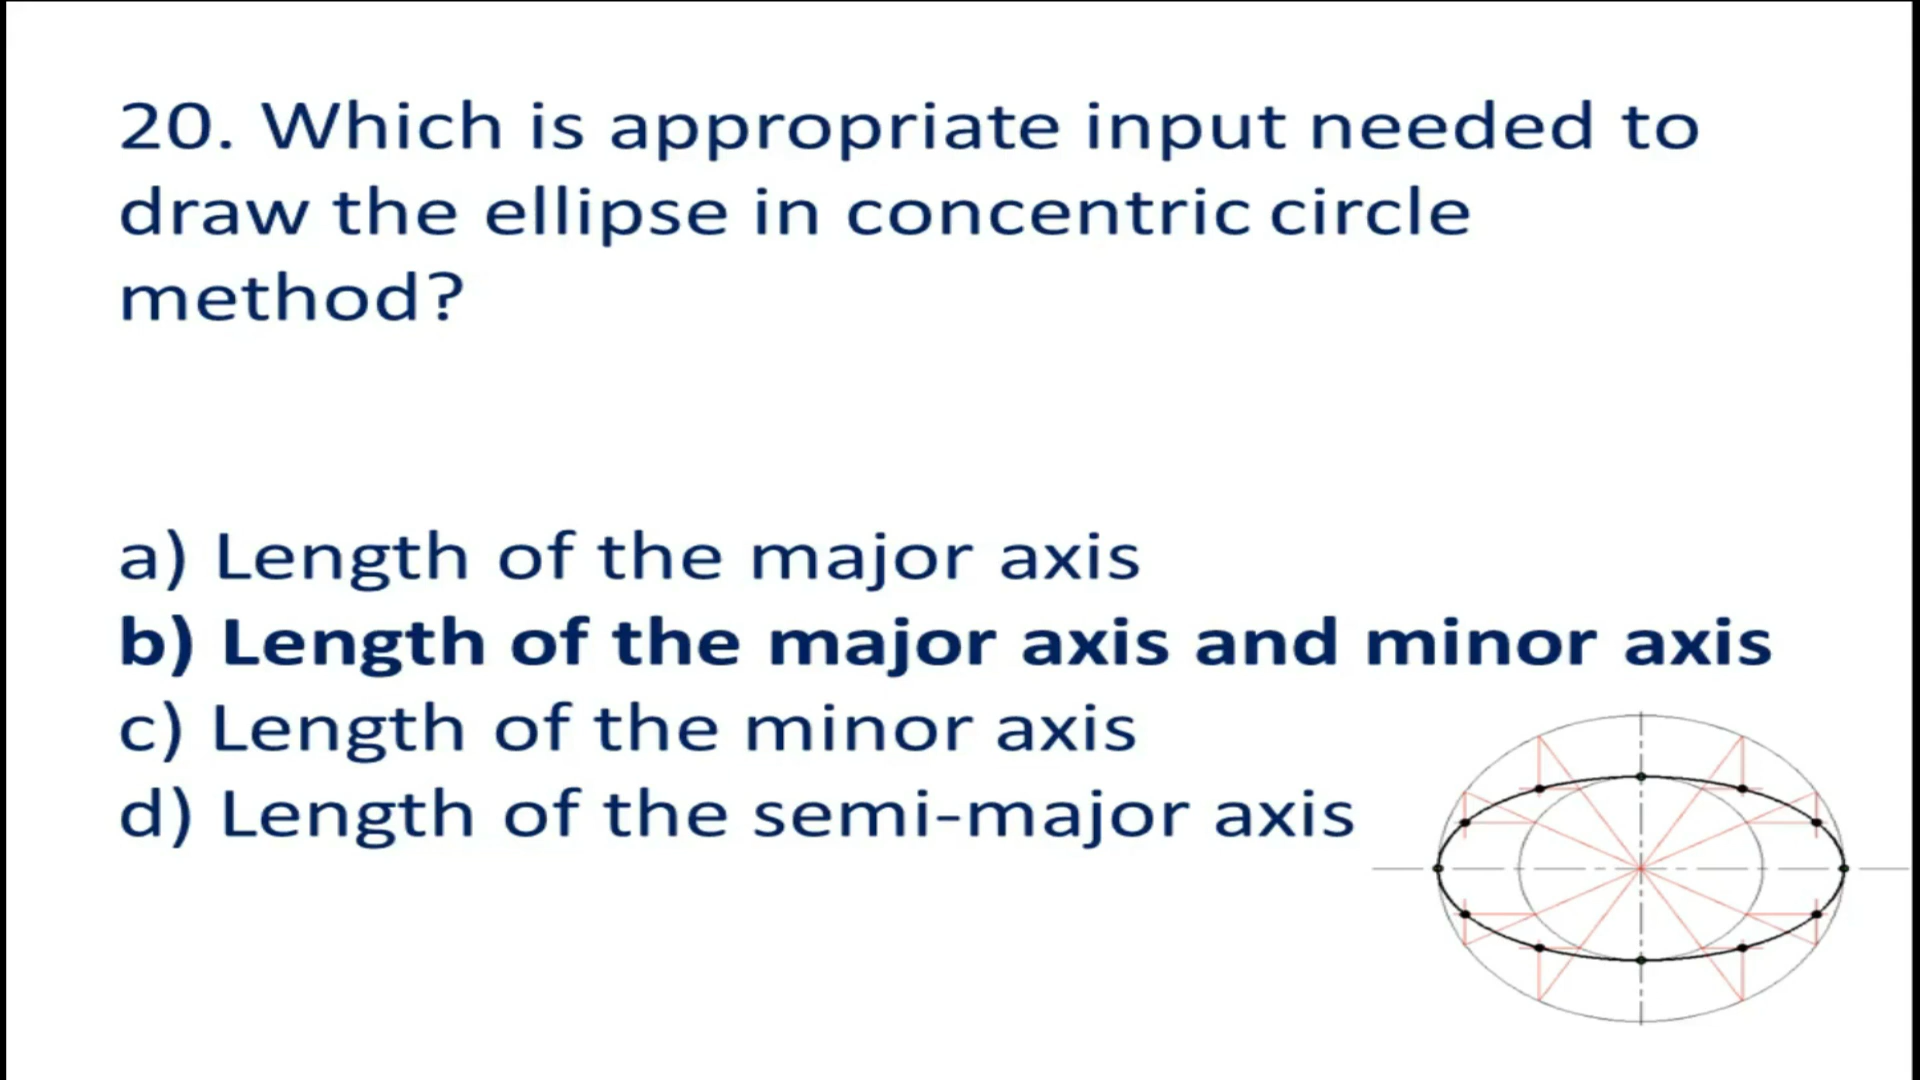 20. Which is appropriate input needed to
draw the ellipse in concentric circle
method?
a) Length of the major axis
b) Length of the major axis and minor axis
c) Length of the minor axis
d) Length of the semi-major axis